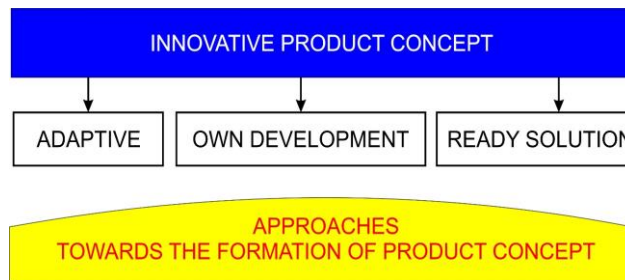 INNOVATIVE PRODUCT CONCEPT
ADAPTIVE
OWN DEVELOPMENT
READY SOLUTION
APPROACHES
TOWARDS THE FORMATION OF PRODUCT CONCEPT